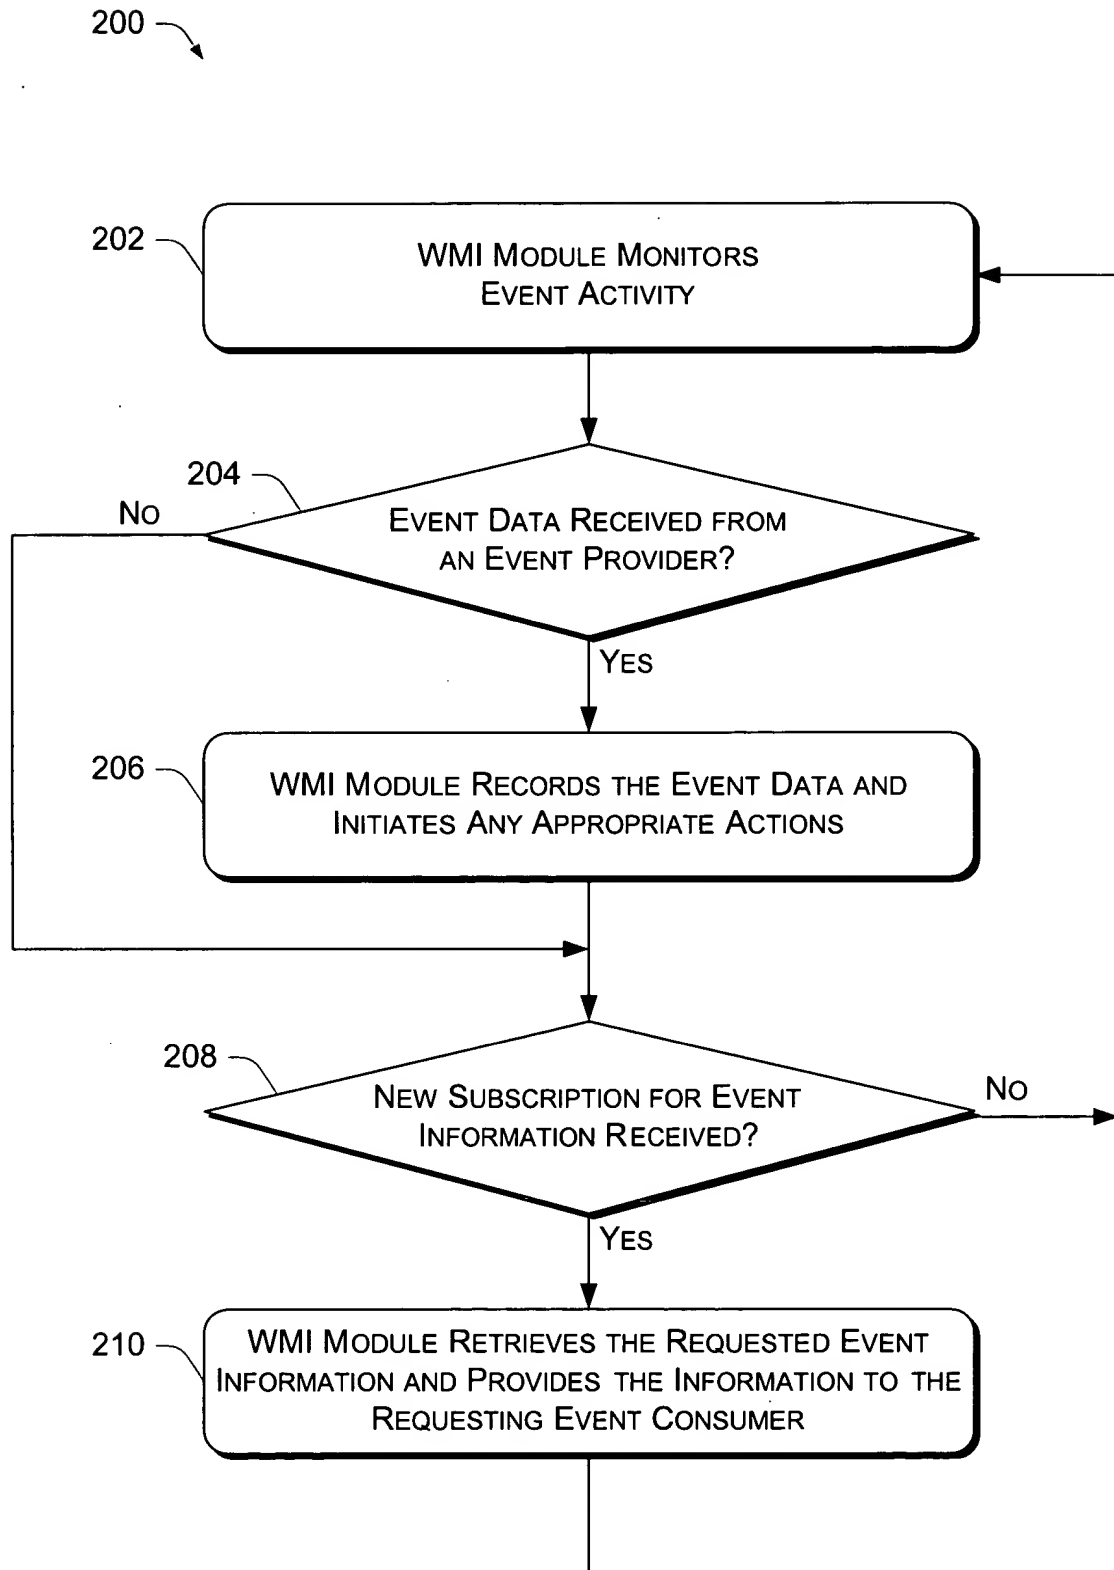 200
202
WMI MODULE MONITORS
EVENT ACTIVITY
204
NO
EVENT DATA RECEIVED FROM
AN EVENT PROVIDER?
YES
206
WMI MODULE RECORDS THE EVENT DATA AND
INITIATES ANY APPROPRIATE ACTIONS
208
NEW SUBSCRIPTION FOR EVENT
INFORMATION RECEIVED?
NO
YES
210
WMI MODULE RETRIEVES THE REQUESTED EVENT
INFORMATION AND PROVIDES THE INFORMATION TO THE
REQUESTING EVENT CONSUMER